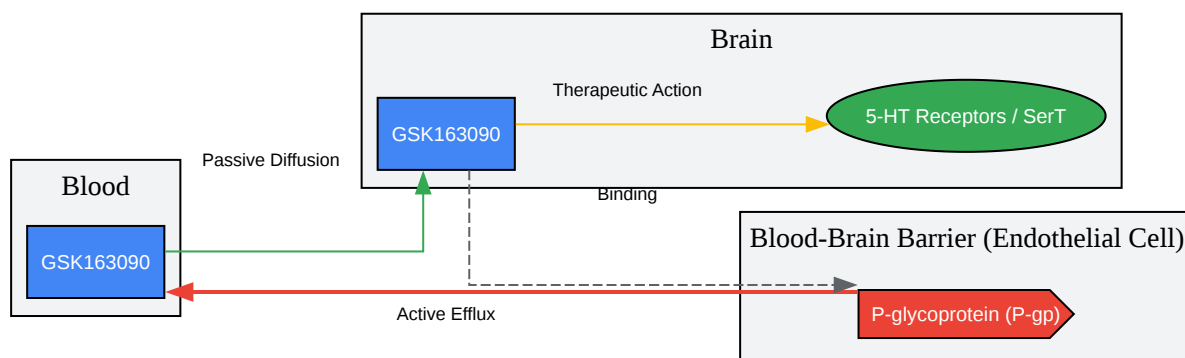 Brain
Therapeutic Action
5-HT Receptors / SerT
GSK163090
Passive Diffusion
Blood
Binding
Blood-Brain Barrier (Endothelial Cell)
GSK163090
Active Efflux
P-glycoprotein (P-gp)